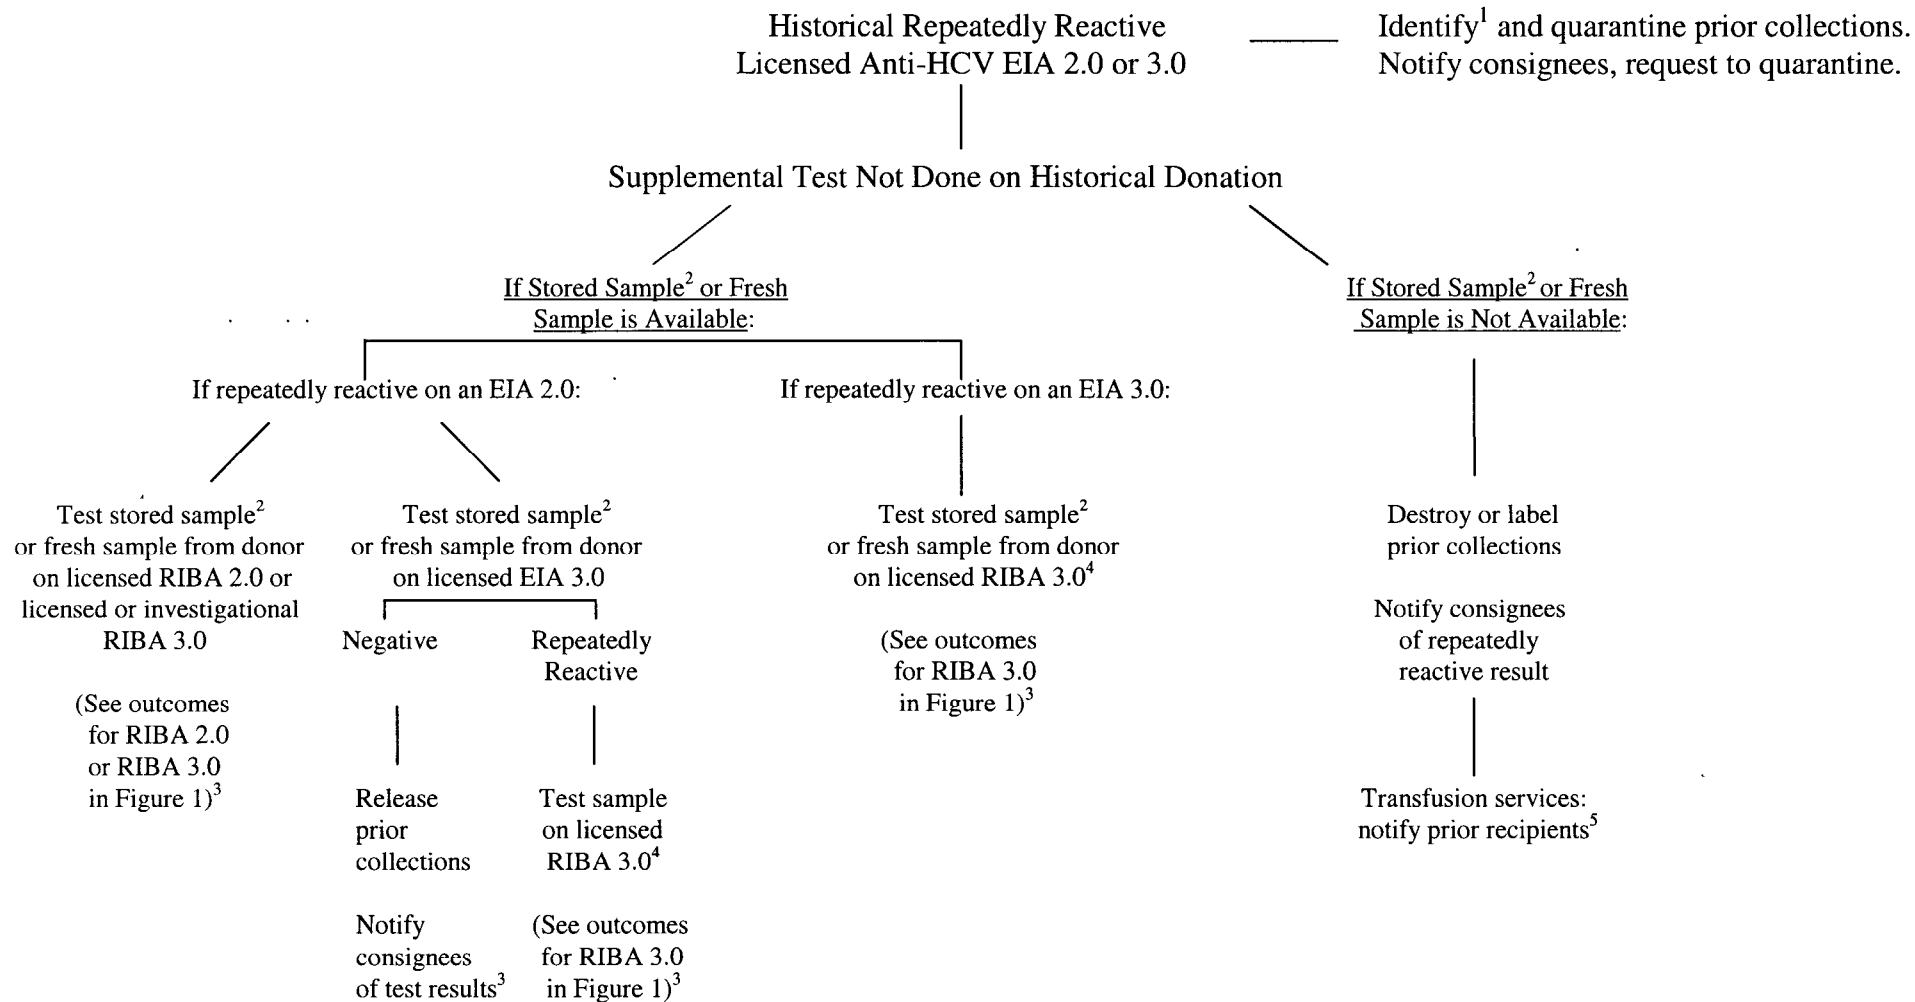 Historical Repeatedly Reactive
Licensed Anti-HCV EIA 2.0 or 3.0
Identify¹ and quarantine prior collections.
Notify consignees, request to quarantine.
Supplemental Test Not Done on Historical Donation
If Stored Sample² or Fresh
Sample is Available:
If repeatedly reactive on an EIA 2.0:
Test stored sample²
or fresh sample from donor
on licensed RIBA 2.0 or
licensed or investigational
RIBA 3.0
(See outcomes
for RIBA 2.0
or RIBA 3.0
in Figure 1)³
Test stored sample²
or fresh sample from donor
on licensed EIA 3.0
Negative
Release
prior
collections
Notify
consignees
of test results³
Repeatedly
Reactive
Test sample
on licensed
RIBA 3.0⁴
(See outcomes
for RIBA 3.0
in Figure 1)³
If repeatedly reactive on an EIA 3.0:
Test stored sample²
or fresh sample from donor
on licensed RIBA 3.0⁴
(See outcomes
for RIBA 3.0
in Figure 1)³
If Stored Sample² or Fresh
Sample is Not Available:
Destroy or label
prior collections
Notify consignees
of repeatedly
reactive result
Transfusion services:
notify prior recipients⁵